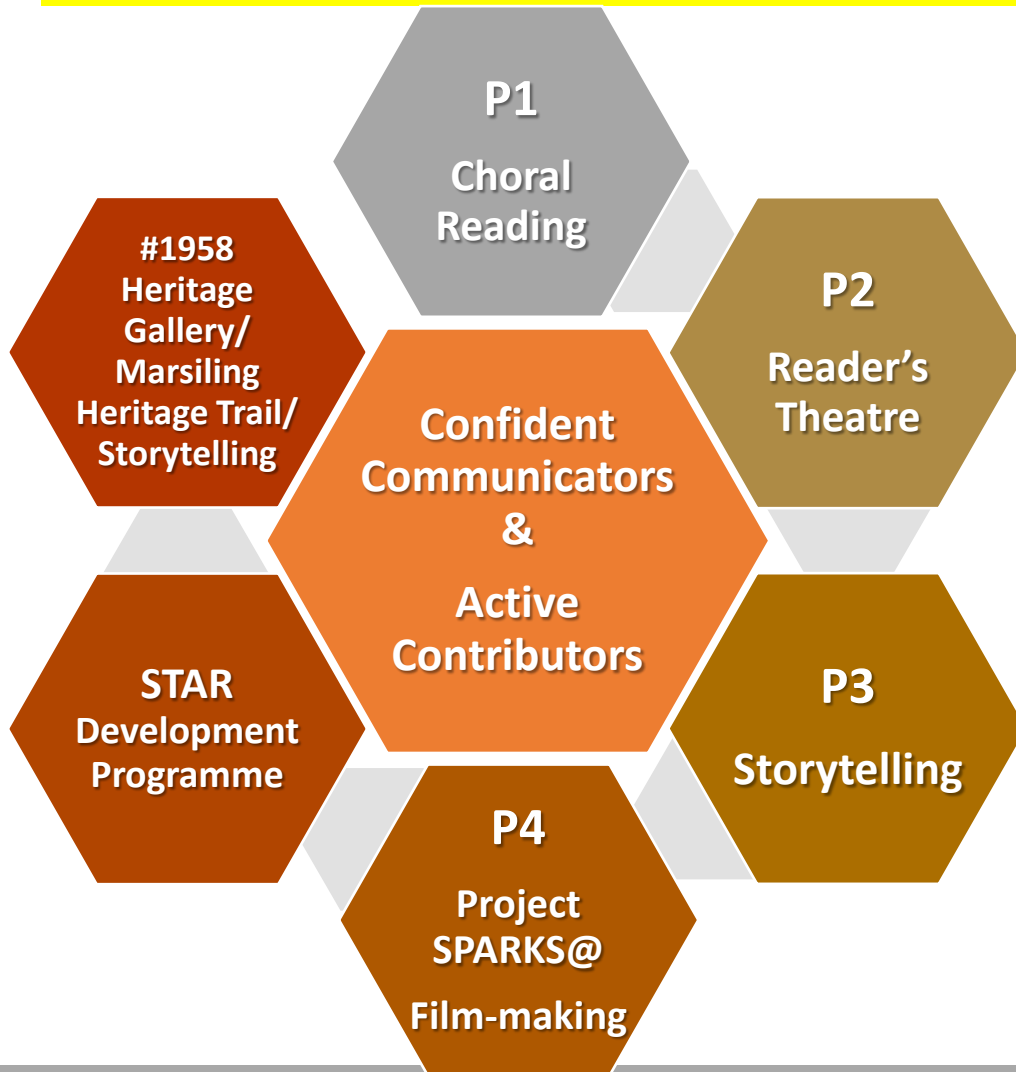 P1
Choral
Reading
P2
Reader’s
Theatre
P3
Storytelling
P4
Project
SPARKS@
Film-making
STAR
Development
Programme
#1958
Heritage
Gallery/
Marsiling
Heritage Trail/
Storytelling
Confident
Communicators
&
Active
Contributors